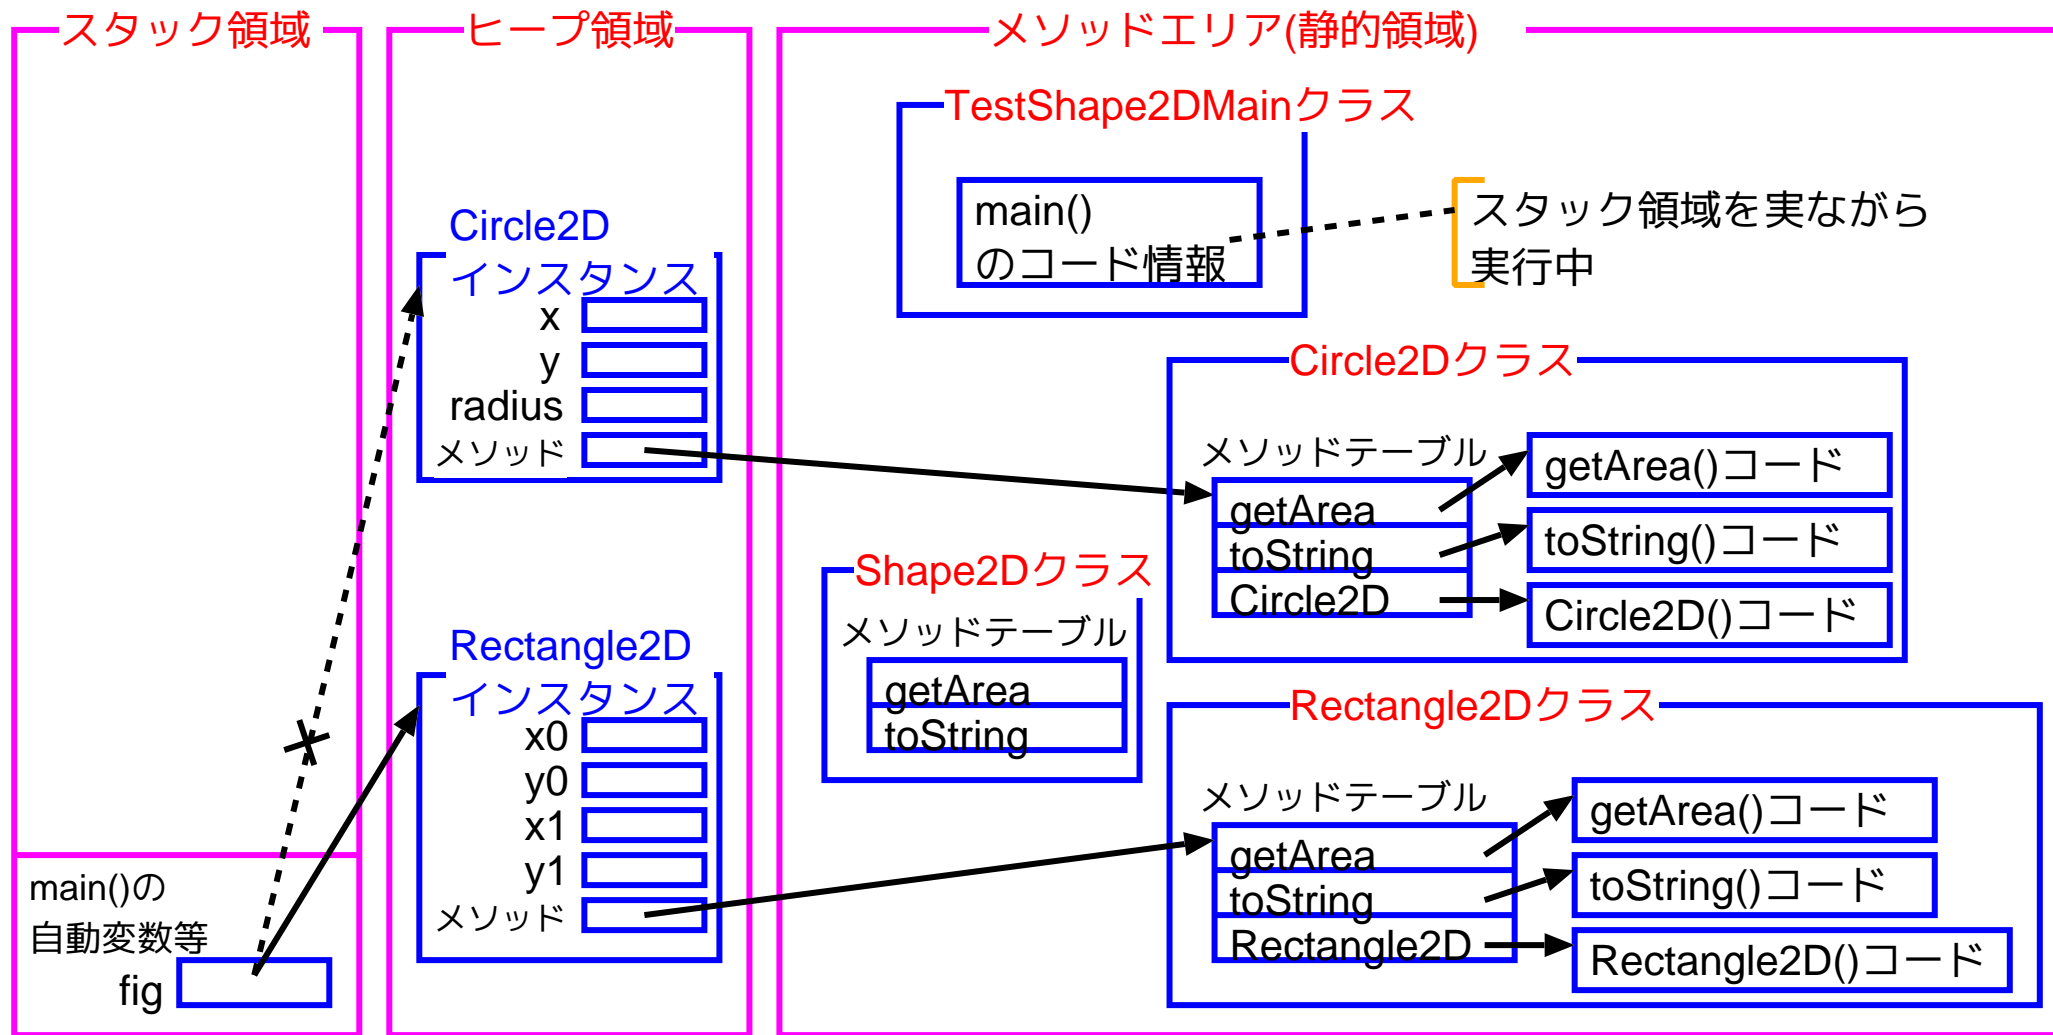 スタック領域
ヒープ領域
メソッドエリア(静的領域)
TestShape2DMainクラス
main()
のコード情報
スタック領域を実ながら
実行中
Circle2D
インスタンス
x
y
radius
メソッド
Circle2Dクラス
メソッドテーブル
getArea
toString
Circle2D
getArea()コード
toString()コード
Circle2D()コード
Shape2Dクラス
メソッドテーブル
getArea
toString
Rectangle2D
インスタンス
x0
y0
x1
y1
メソッド
Rectangle2Dクラス
メソッドテーブル
getArea
toString
Rectangle2D
getArea()コード
toString()コード
Rectangle2D()コード
main()の
自動変数等
fig